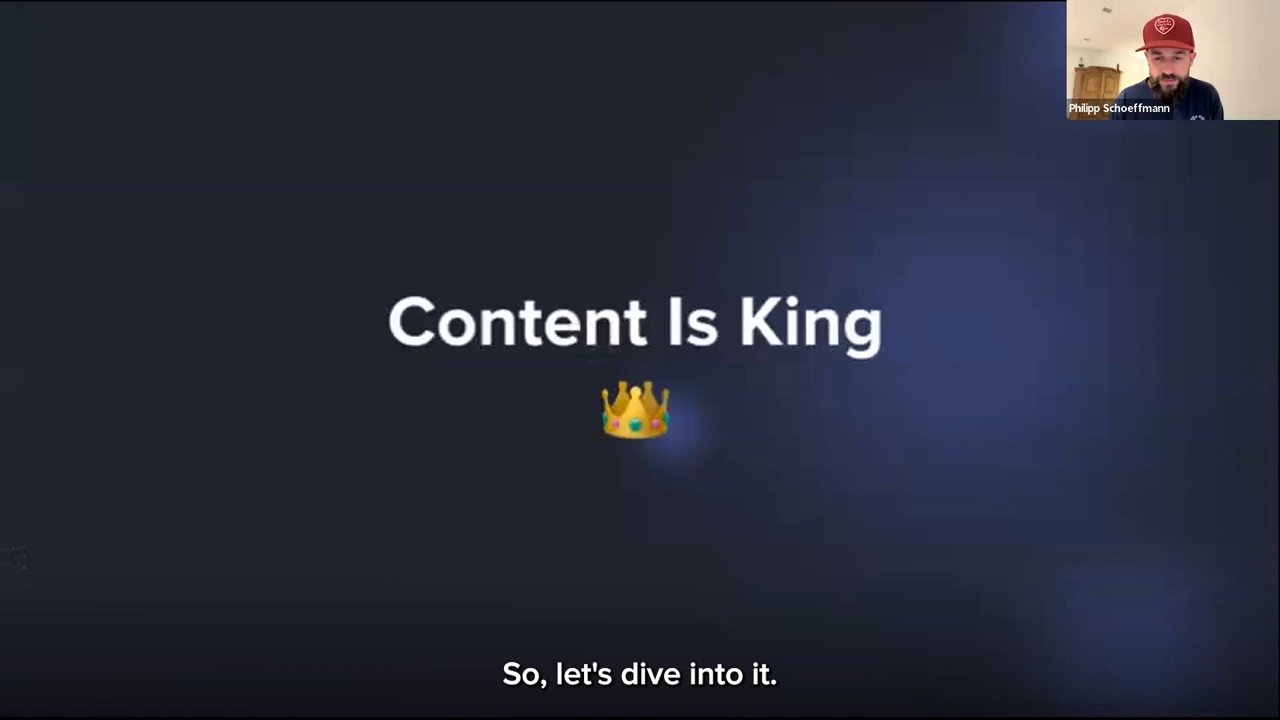 Philipp Schoeffmann
Content Is King
So, let's dive into it.